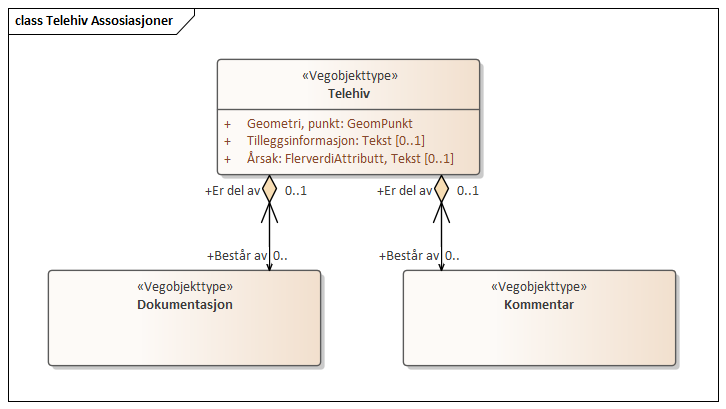 class Telehiv Assosiasjoner
«Vegobjekttype»
Telehiv
+ Geometri, punkt: GeomPunkt
+ Tilleggsinformasjon: Tekst [0..1]
+ Årsak: FlerverdiAttributt, Tekst [0..1]
+Er del av 0..1 +Er del av 0..1
+Består av 0.. +Består av 0..
«Vegobjekttype» «Vegobjekttype»
Dokumentasjon Kommentar